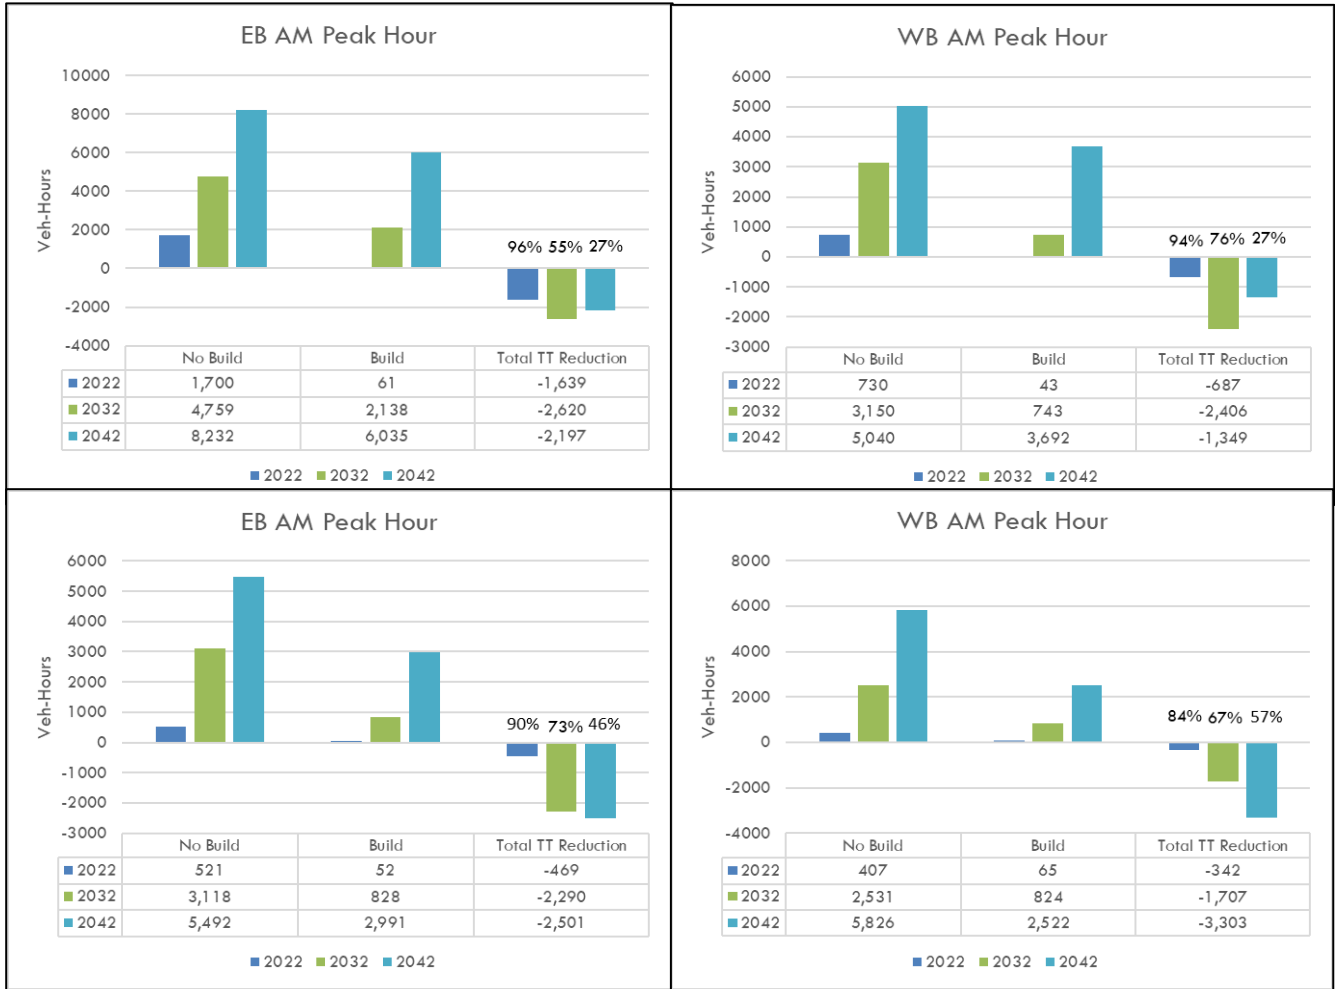 EB AM Peak Hour
10000
8000
6000
4000
2000
0
-2000
-4000
Veh-Hours
96% 55% 27%
No Build Build Total TT Reduction
2022 1,700 61 -1,639
2032 4,759 2,138 -2,620
2042 8,232 6,035 -2,197
2022 2032 2042
WB AM Peak Hour
6000
5000
4000
3000
2000
1000
0
-1000
-2000
-3000
Veh-Hours
94% 76% 27%
No Build Build Total TT Reduction
2022 730 43 -687
2032 3,150 743 -2,406
2042 5,040 3,692 -1,349
2022 2032 2042
EB AM Peak Hour
6000
5000
4000
3000
2000
1000
0
-1000
-2000
-3000
Veh-Hours
90% 73% 46%
No Build Build Total TT Reduction
2022 521 52 -469
2032 3,118 828 -2,290
2042 5,492 2,991 -2,501
2022 2032 2042
WB AM Peak Hour
8000
6000
4000
2000
0
-2000
-4000
Veh-Hours
84% 67% 57%
No Build Build Total TT Reduction
2022 407 65 -342
2032 2,531 824 -1,707
2042 5,826 2,522 -3,303
2022 2032 2042